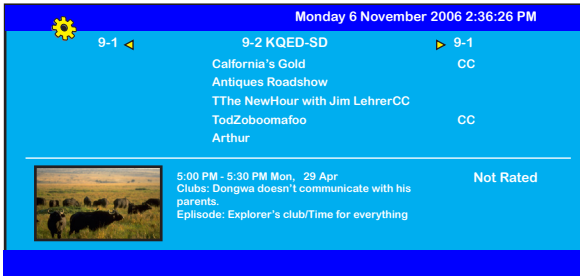 Monday 6 November 2006 2:36:26 PM
9-1 9-2 KQED-SD 9-1
Calfornia's Gold CC
Antiques Roadshow
TThe NewHour with Jim LehrerCC
TodZoboomafoo CC
Arthur
5:00 PM - 5:30 PM Mon, 29 Apr Not Rated
Clubs: Dongwa doesn't communicate with his
parents.
Eplisode: Explorer's club/Time for everything